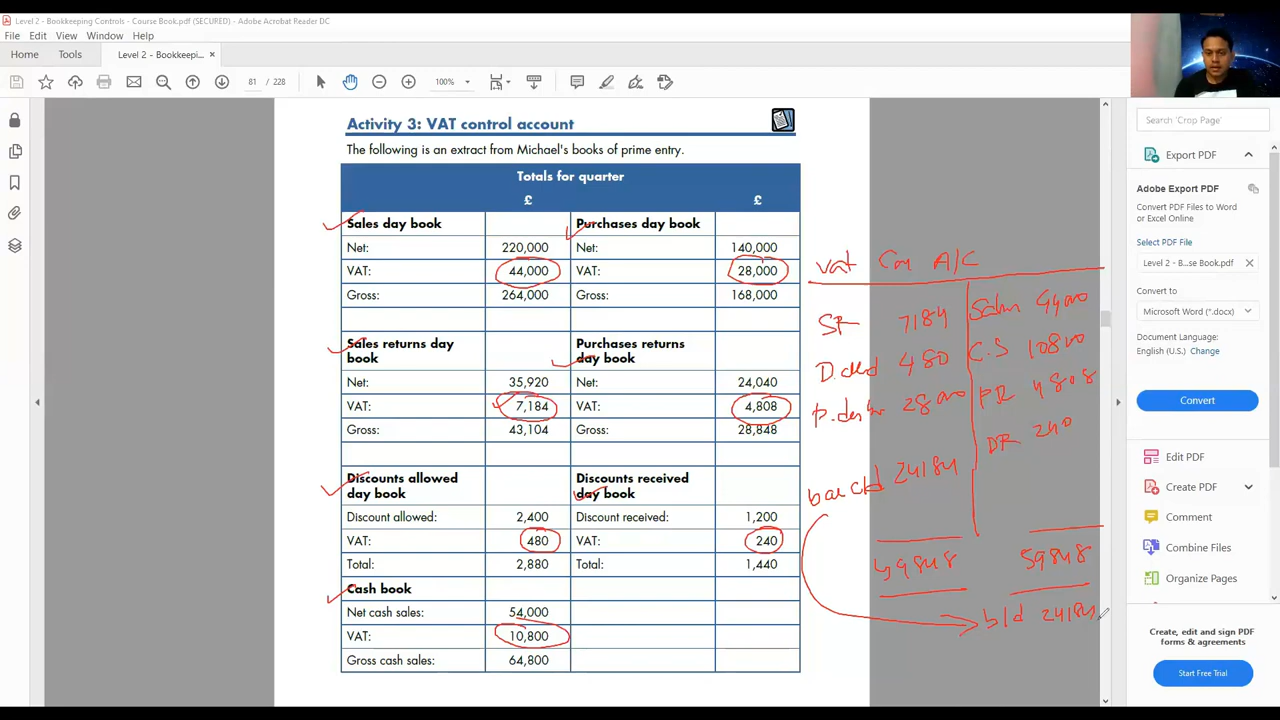 Level 2 - Bookkeeping Controls - Course Book.pdf (SECURED) - Adobe Acrobat Reader DC
File Edit View Window Help
Home Tools Level 2 - Bookkeepi... ×
81 / 228 100%
Search 'Crop Page'
Export PDF
Adobe Export PDF
Convert PDF Files to Word or Excel Online
Select PDF File
Level 2 - B...se Book.pdf
Convert to
Microsoft Word (*.docx)
Document Language:
English (U.S.) Change
Convert
Edit PDF
Create PDF
Comment
Combine Files
Organize Pages
Create, edit and sign PDF
forms & agreements
Start Free Trial
Activity 3: VAT control account
The following is an extract from Michael's books of prime entry.
Totals for quarter
£ £
Sales day book Purchases day book
Net: 220,000 Net: 140,000
VAT: 44,000 VAT: 28,000
Gross: 264,000 Gross: 168,000
Sales returns day Purchases returns
book day book
Net: 35,920 Net: 24,040
VAT: 7,184 VAT: 4,808
Gross: 43,104 Gross: 28,848
Discounts allowed Discounts received
day book day book
Discount allowed: 2,400 Discount received: 1,200
VAT: 480 VAT: 240
Total: 2,880 Total: 1,440
Cash book
Net cash sales: 54,000
VAT: 10,800
Gross cash sales: 64,800
vat Con A/C
SR 7184
480 C.S 10800
PR 4808
DR 240
bal c/d 24184
59848 59848
b/d 24184